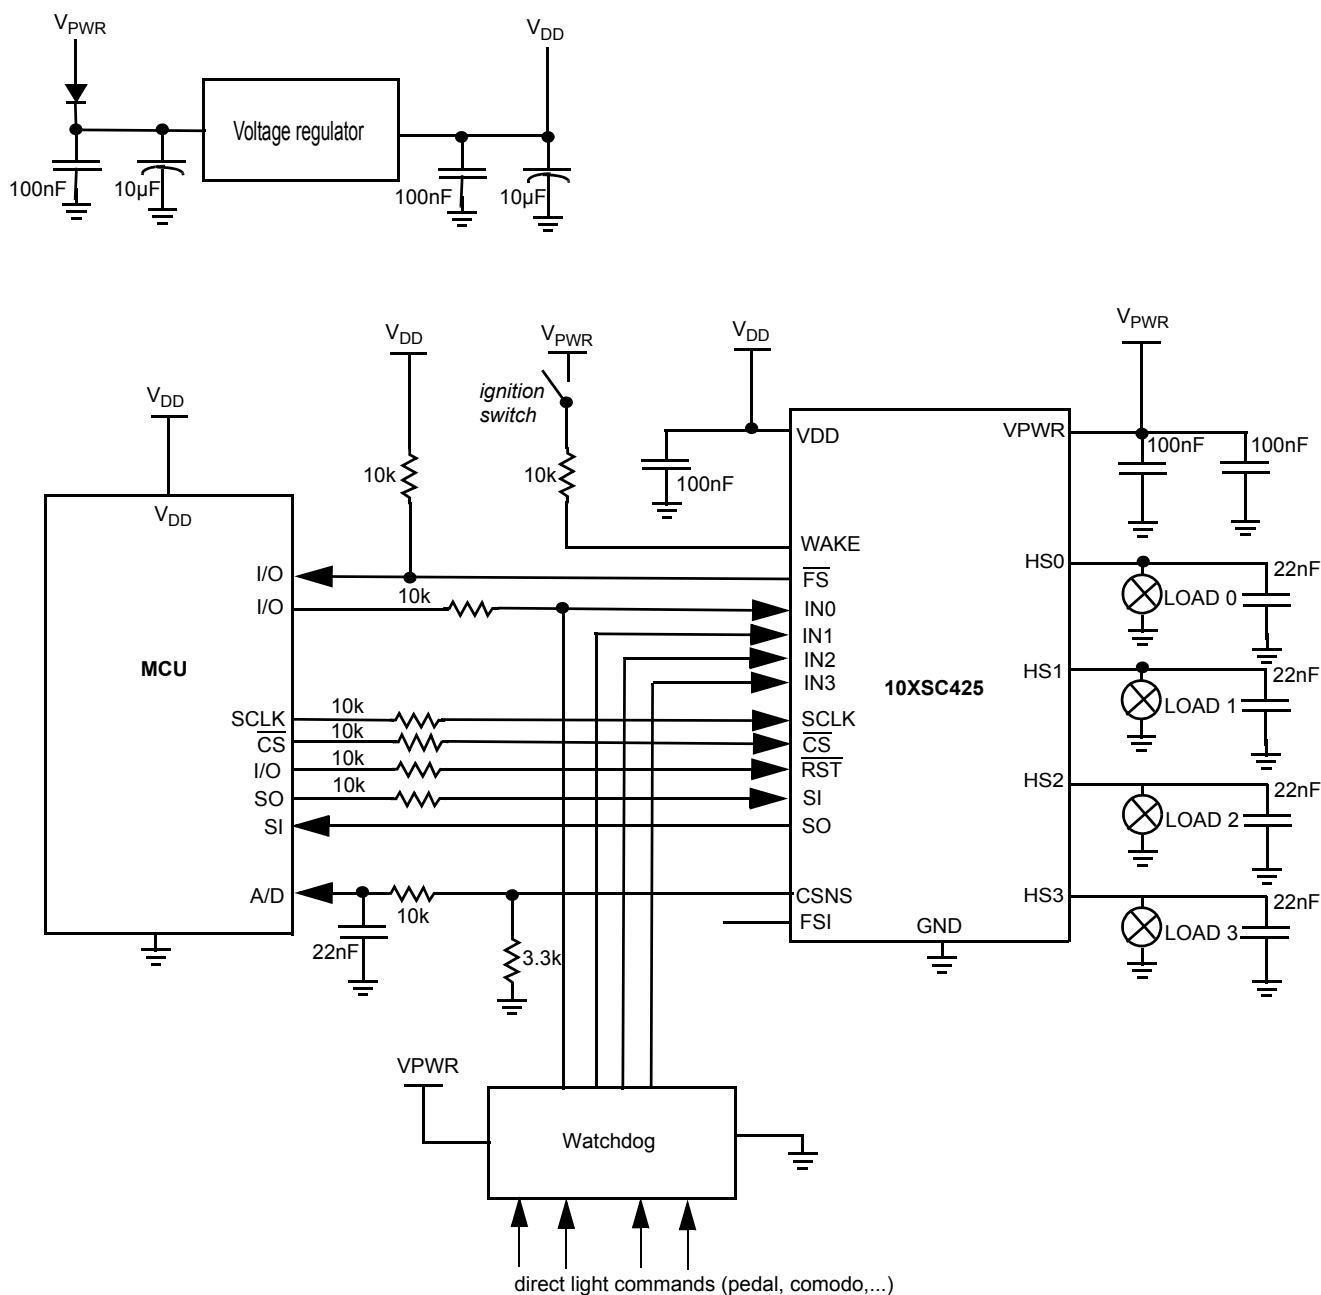 VPWR
VDD
Voltage regulator
100nF
10µF
100nF
10µF
VDD
VPWR
VDD
VPWR
ignition
switch
VDD
VDD
10k
10k
100nF
VDD
VPWR
100nF
100nF
WAKE
I/O
FS
HS0
22nF
I/O
10k
IN0
LOAD 0
IN1
MCU
IN2
10XSC425
IN3
HS1
22nF
LOAD 1
SCLK
10k
SCLK
CS
10k
CS
I/O
10k
RST
SO
10k
SI
HS2
22nF
LOAD 2
SI
SO
A/D
10k
CSNS
HS3
22nF
FSI
GND
LOAD 3
22nF
3.3k
VPWR
Watchdog
direct light commands (pedal, comodo,...)